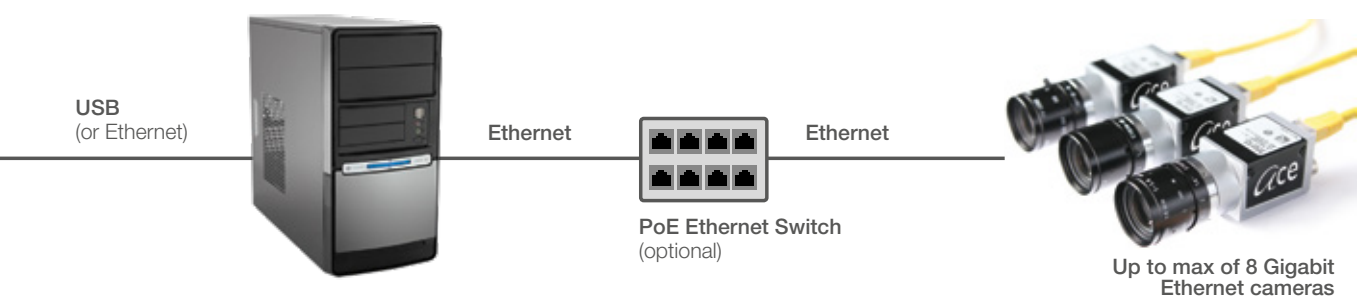 USB
(or Ethernet)
Ethernet
Ethernet
PoE Ethernet Switch
(optional)
ace
ace
ace
Up to max of 8 Gigabit
Ethernet cameras